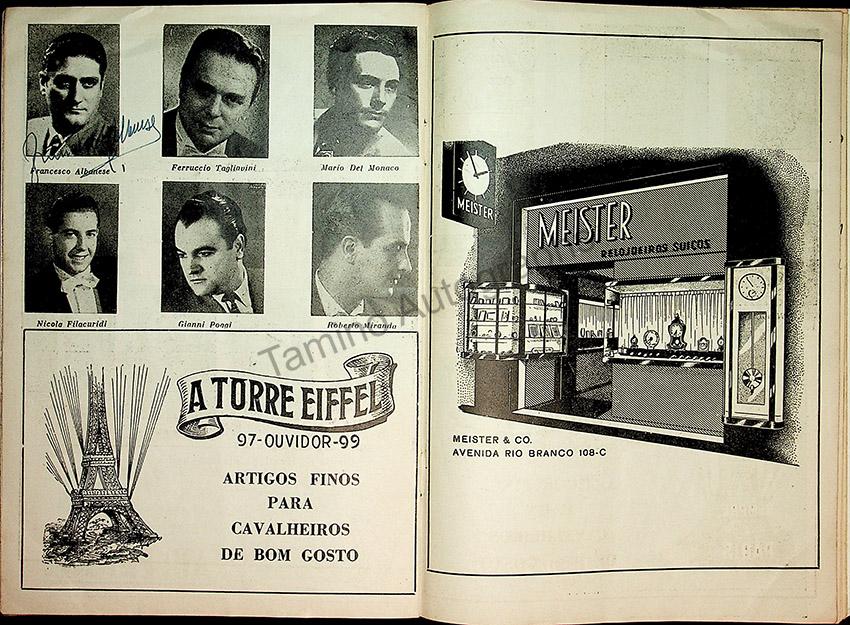 Francesco Albanese
Ferruccio Tagliavini
Mario Del Monaco
Nicola Filacuridi
Gianni Poggi
Roberto Miranda
A TORRE EIFFEL
97-OUVIDOR-99
ARTIGOS FINOS
PARA
CAVALHEIROS
DE BOM GOSTO
MEISTER
MEISTER
RELOJOEIROS SUIÇOS
MEISTER & CO.
AVENIDA RIO BRANCO 108-C
Tamino Autographs